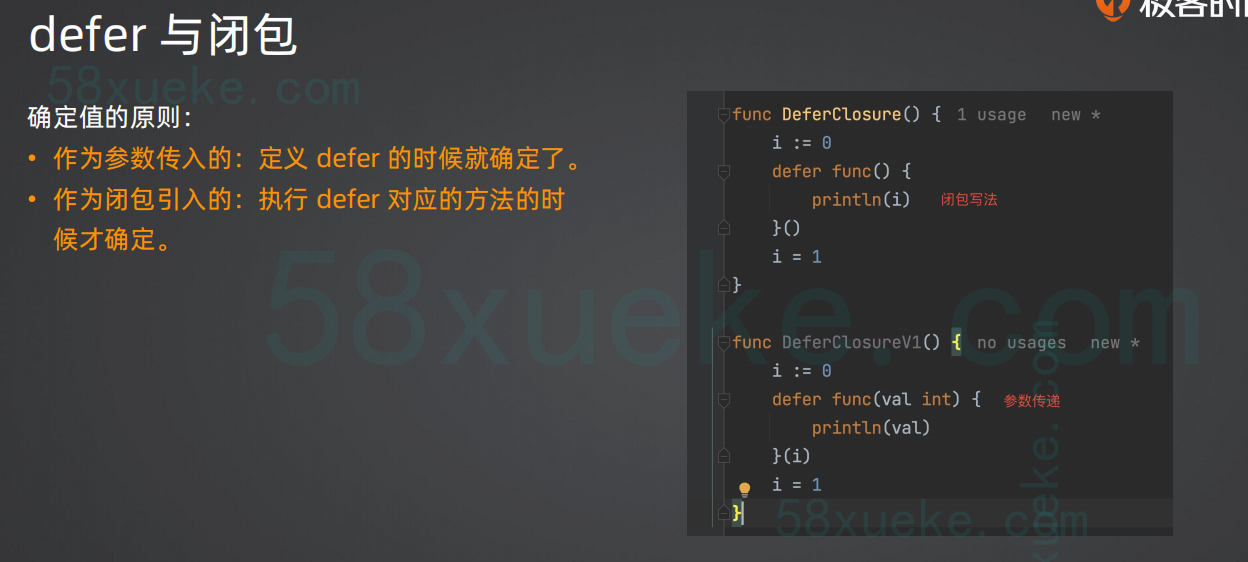 defer 与闭包
极客时
58xueke.com
确定值的原则：
• 作为参数传入的：定义 defer 的时候就确定了。
• 作为闭包引入的：执行 defer 对应的方法的时
候才确定。
func DeferClosure() { 1 usage new *
i := 0
defer func() {
println(i) 闭包写法
}()
i = 1
}
58xueke.com
func DeferClosureV1() { no usages new *
i := 0
defer func(val int) { 参数传递
println(val)
}(i)
i = 1
}
58xueke.com
xueke.com